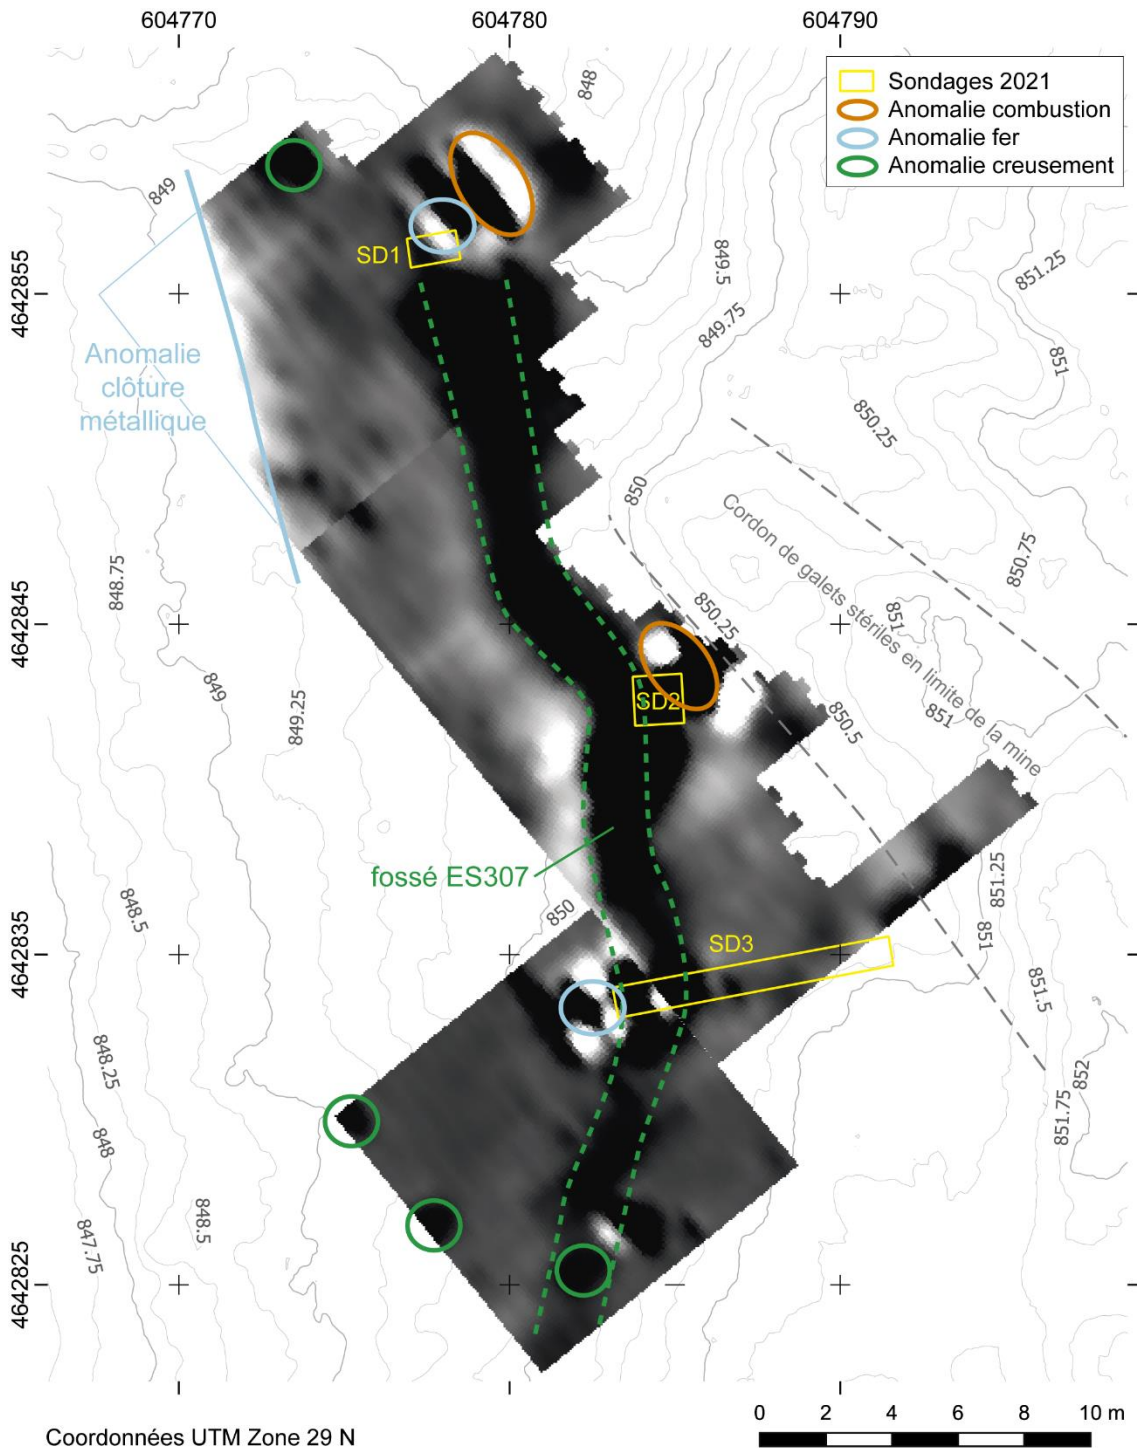 604770
604780
604790
Sondages 2021
Anomalie combustion
Anomalie fer
Anomalie creusement
848
849
SD1
4642855
849.5
849.75
851.25
851
850.25
Anomalie
clôture
métallique
850
Cordon de galets stériles en limite de la mine
850.75
848.75
4642845
850.25
851
849
849.25
SD2
851
850.5
fossé ES307
848.5
850
851.25
4642835
SD3
851
851.5
848.25
852
851.75
848
848.5
847.75
4642825
0 2 4 6 8 10 m
Coordonnées UTM Zone 29 N